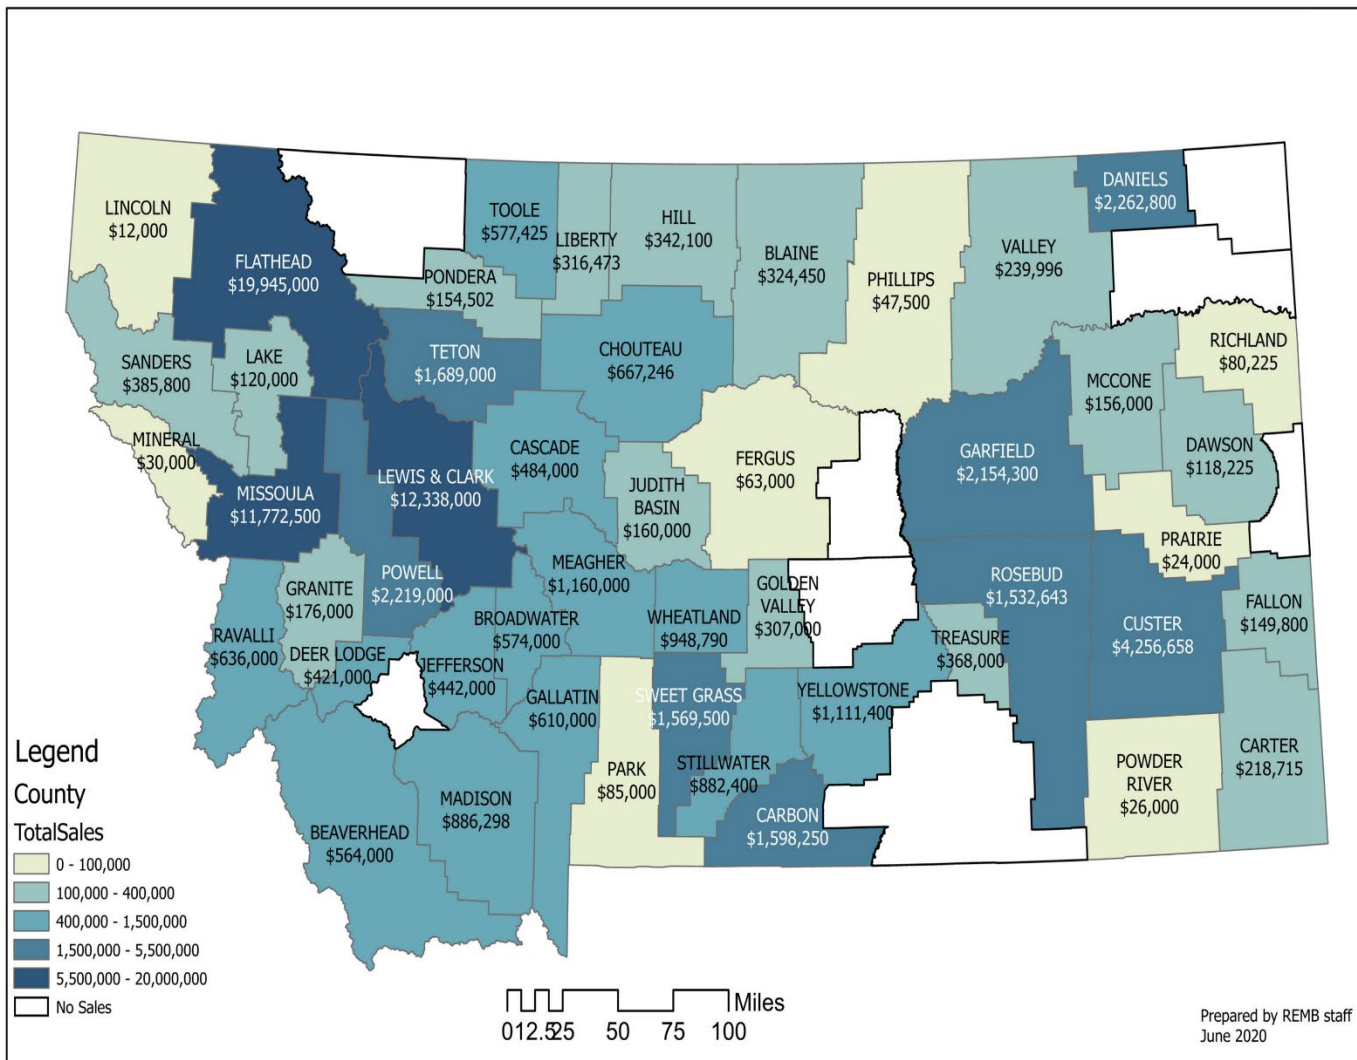 LINCOLN
$12,000
FLATHEAD
$19,945,000
TOOLE
$577,425
LIBERTY
$316,473
HILL
$342,100
BLAINE
$324,450
PHILLIPS
$47,500
VALLEY
$239,996
DANIELS
$2,262,800
PONDERA
$154,502
TETON
$1,689,000
CHOUTEAU
$667,246
RICHLAND
$80,225
SANDERS
$385,800
LAKE
$120,000
MCCONE
$156,000
MINERAL
$30,000
MISSOULA
$11,772,500
LEWIS & CLARK
$12,338,000
CASCADE
$484,000
JUDITH
BASIN
$160,000
FERGUS
$63,000
GARFIELD
$2,154,300
DAWSON
$118,225
PRAIRIE
$24,000
POWELL
$2,219,000
GRANITE
$176,000
MEAGHER
$1,160,000
BROADWATER
$574,000
WHEATLAND
$948,790
GOLDEN
VALLEY
$307,000
ROSEBUD
$1,532,643
TREASURE
$368,000
CUSTER
$4,256,658
FALLON
$149,800
RAVALLI
$636,000
DEER LODGE
$421,000
JEFFERSON
$442,000
GALLATIN
$610,000
SWEET GRASS
$1,569,500
YELLOWSTONE
$1,111,400
PARK
$85,000
STILLWATER
$882,400
CARBON
$1,598,250
POWDER
RIVER
$26,000
CARTER
$218,715
MADISON
$886,298
BEAVERHEAD
$564,000
Legend
County
TotalSales
0 - 100,000
100,000 - 400,000
400,000 - 1,500,000
1,500,000 - 5,500,000
5,500,000 - 20,000,000
No Sales
Miles
0 12.5 25 50 75 100
Prepared by REMB staff
June 2020